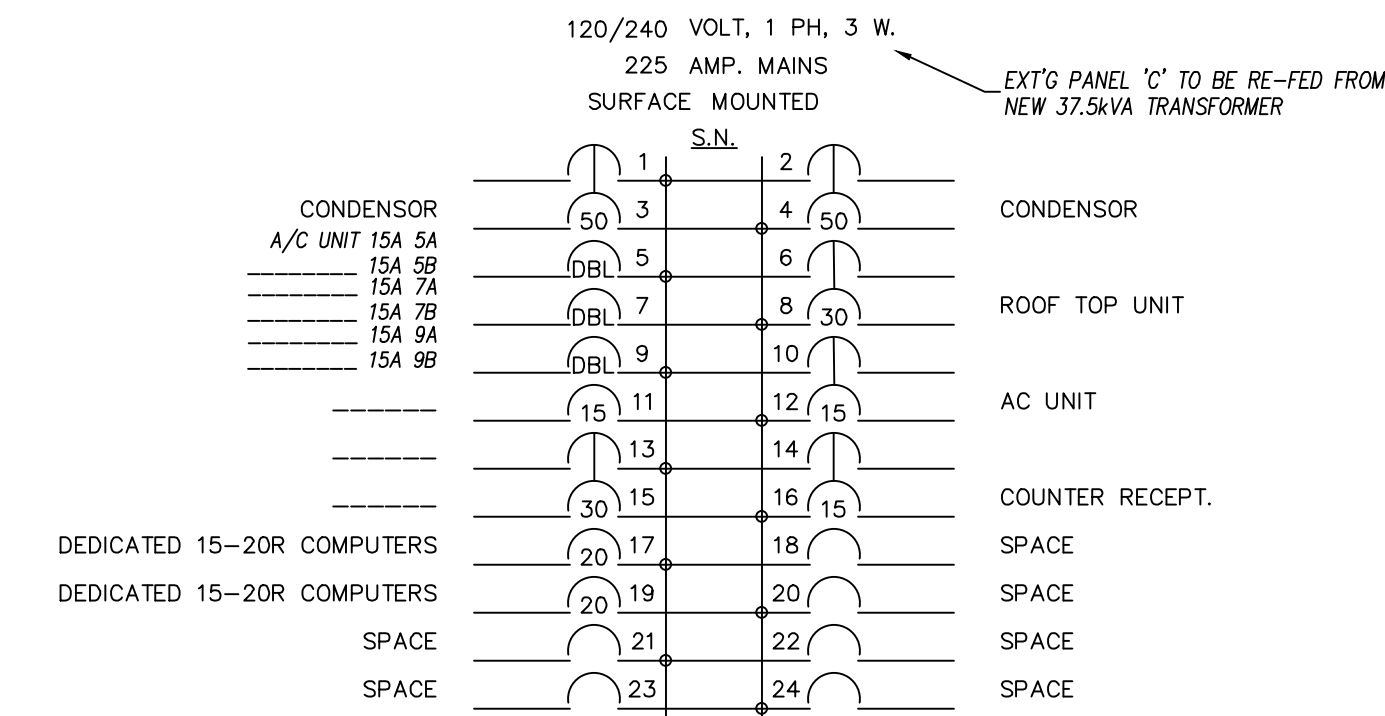 120/240 VOLT, 1 PH, 3 W.
225 AMP. MAINS
SURFACE MOUNTED
S.N.
EXT'G PANEL 'C' TO BE RE-FED FROM
NEW 37.5kVA TRANSFORMER
1 2
CONDENSOR 50 3 4 50 CONDENSOR
A/C UNIT 15A 5A
________ 15A 5B
DBL 5 6
________ 15A 7A
________ 15A 7B
DBL 7 8 30 ROOF TOP UNIT
________ 15A 9A
________ 15A 9B
DBL 9 10
______ 15 11 12 15 AC UNIT
______ 13 14
______ 30 15 16 15 COUNTER RECEPT.
DEDICATED 15-20R COMPUTERS 20 17 18 SPACE
DEDICATED 15-20R COMPUTERS 20 19 20 SPACE
SPACE 21 22 SPACE
SPACE 23 24 SPACE